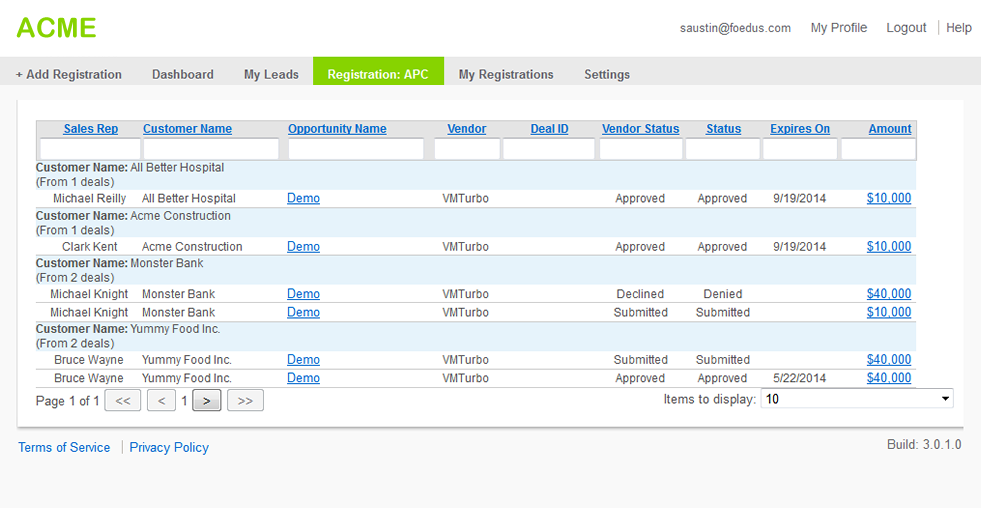 ACME
saustin@foedus.com My Profile Logout Help
+ Add Registration Dashboard My Leads Registration: APC My Registrations Settings
Sales Rep Customer Name Opportunity Name Vendor Deal ID Vendor Status Status Expires On Amount
Customer Name: All Better Hospital
(From 1 deals)
Michael Reilly All Better Hospital Demo VMTurbo Approved Approved 9/19/2014 $10,000
Customer Name: Acme Construction
(From 1 deals)
Clark Kent Acme Construction Demo VMTurbo Approved Approved 9/19/2014 $10,000
Customer Name: Monster Bank
(From 2 deals)
Michael Knight Monster Bank Demo VMTurbo Declined Denied $40,000
Michael Knight Monster Bank Demo VMTurbo Submitted Submitted $10,000
Customer Name: Yummy Food Inc.
(From 2 deals)
Bruce Wayne Yummy Food Inc. Demo VMTurbo Submitted Submitted $40,000
Bruce Wayne Yummy Food Inc. Demo VMTurbo Approved Approved 5/22/2014 $40,000
Page 1 of 1 << < 1 > >> Items to display: 10
Terms of Service Privacy Policy Build: 3.0.1.0